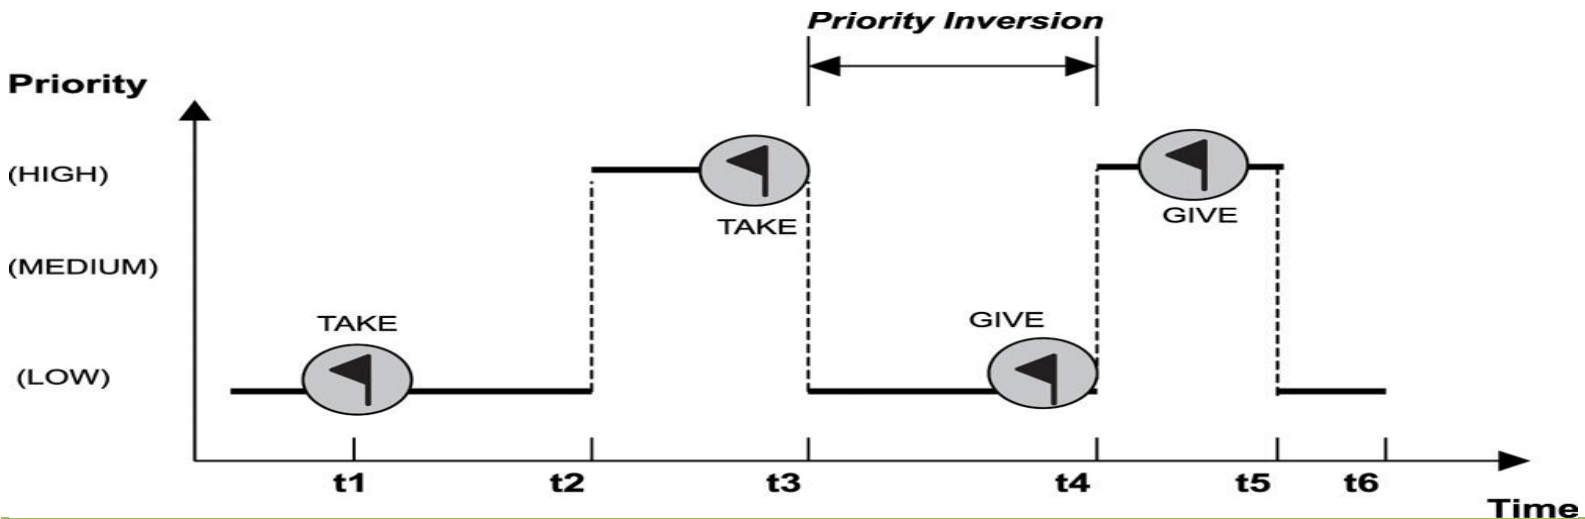 Priority Inversion
Priority
(HIGH)
TAKE
GIVE
(MEDIUM)
TAKE
GIVE
(LOW)
t1 t2 t3 t4 t5 t6
Time